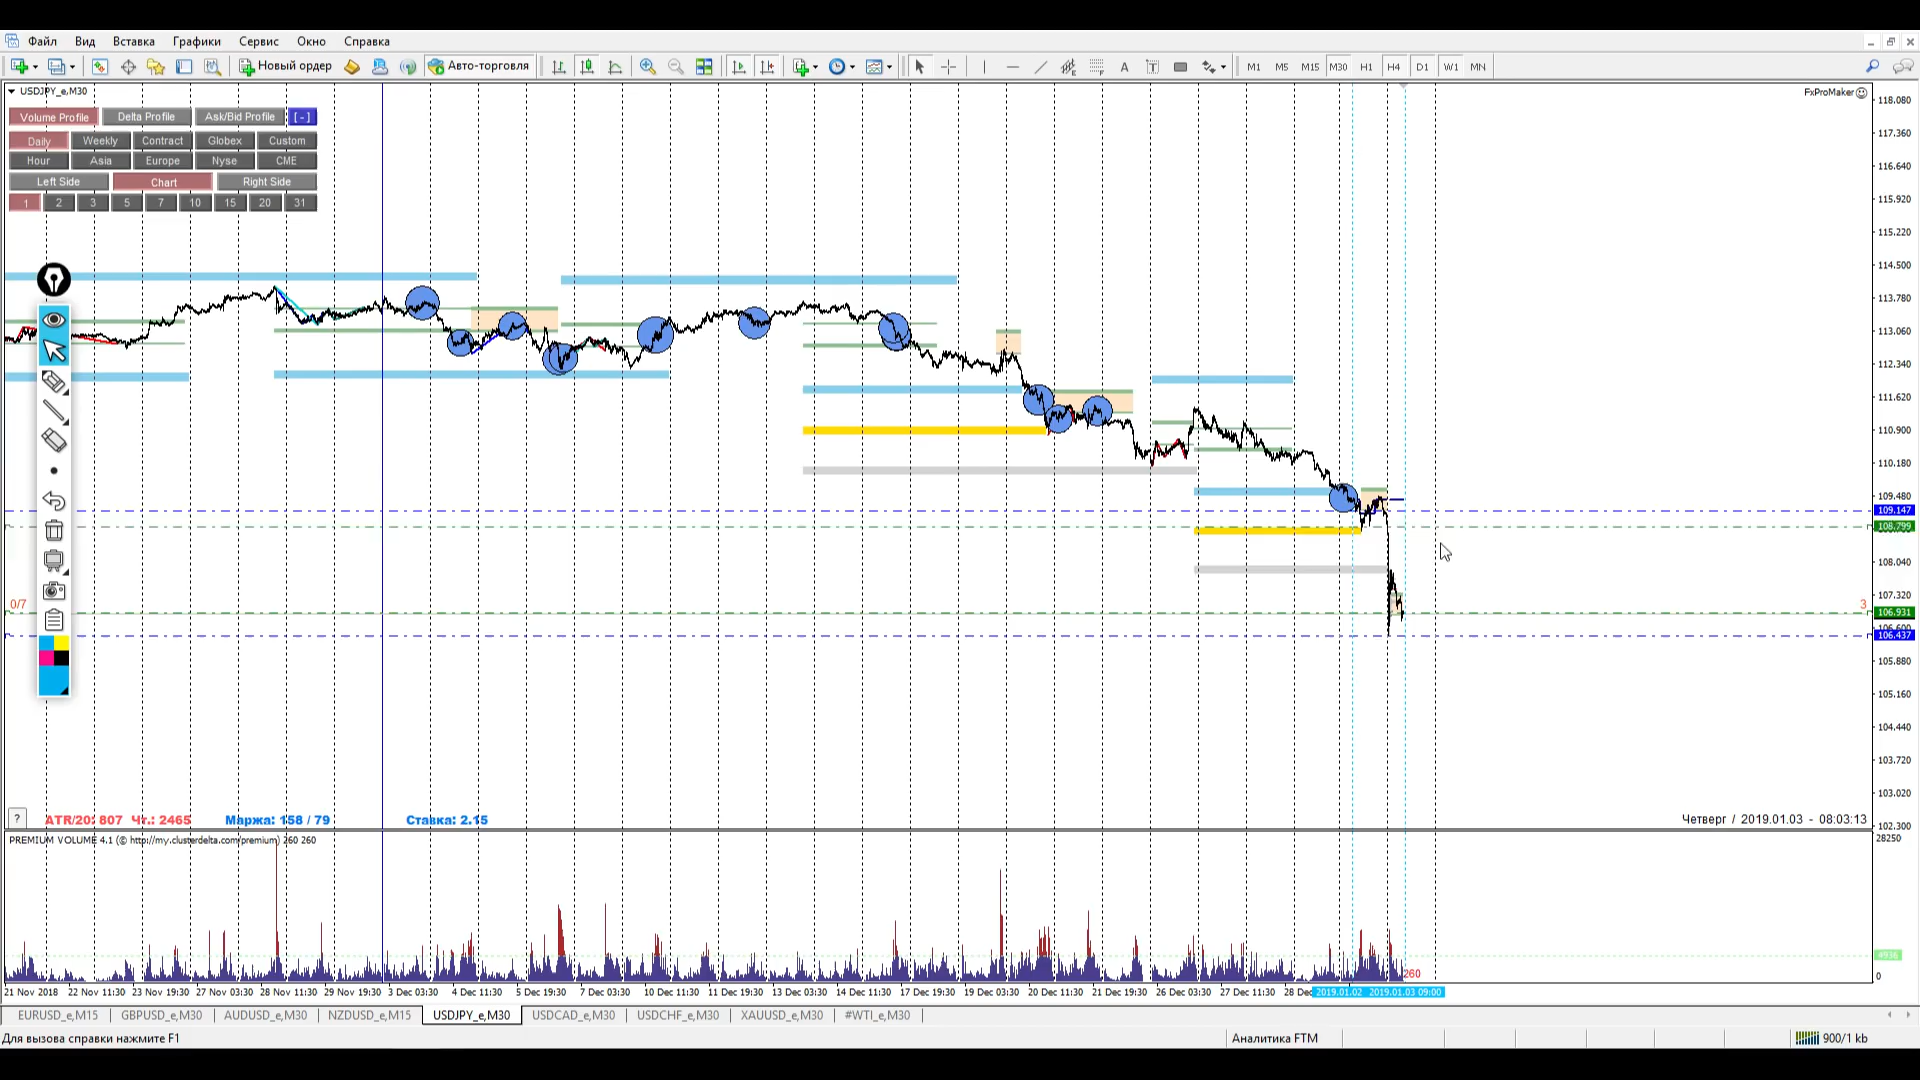 Файл Вид Вставка Графики Сервис Окно Справка
Новый ордер Авто-торговля A T M1 M5 M15 M30 H1 H4 D1 W1 MN
USDJPY_e,M30
FxProMaker
Volume Profile Delta Profile Ask/Bid Profile [-]
Daily Weekly Contract Globex Custom
Hour Asia Europe Nyse CME
Left Side Chart Right Side
1 2 3 5 7 10 15 20 31
118.080
117.360
116.640
115.920
115.220
114.500
113.780
113.060
112.340
111.620
110.900
110.180
109.480
109.147
108.799
108.040
107.320
0/7
3
106.931
106.600
106.437
105.880
105.160
104.440
103.720
103.020
102.300
? ATR/20: 807 Чт.: 2465 Маржа: 158 / 79 Ставка: 2.15
Четверг / 2019.01.03 - 08:03:13
PREMIUM VOLUME 4.1 (© http://my.clusterdelta.com/premium) 260 260
28250
4936
260
0
21 Nov 2018 22 Nov 11:30 23 Nov 19:30 27 Nov 03:30 28 Nov 11:30 29 Nov 19:30 3 Dec 03:30 4 Dec 11:30 5 Dec 19:30 7 Dec 03:30 10 Dec 11:30 11 Dec 19:30 13 Dec 03:30 14 Dec 11:30 17 Dec 19:30 19 Dec 03:30 20 Dec 11:30 21 Dec 19:30 26 Dec 03:30 27 Dec 11:30 28 Dec 2019.01.02 2019.01.03 09:00
EURUSD_e,M15 GBPUSD_e,M30 AUDUSD_e,M30 NZDUSD_e,M15 USDJPY_e,M30 USDCAD_e,M30 USDCHF_e,M30 XAUUSD_e,M30 #WTI_e,M30
Для вызова справки нажмите F1
Аналитика FTM
900/1 kb